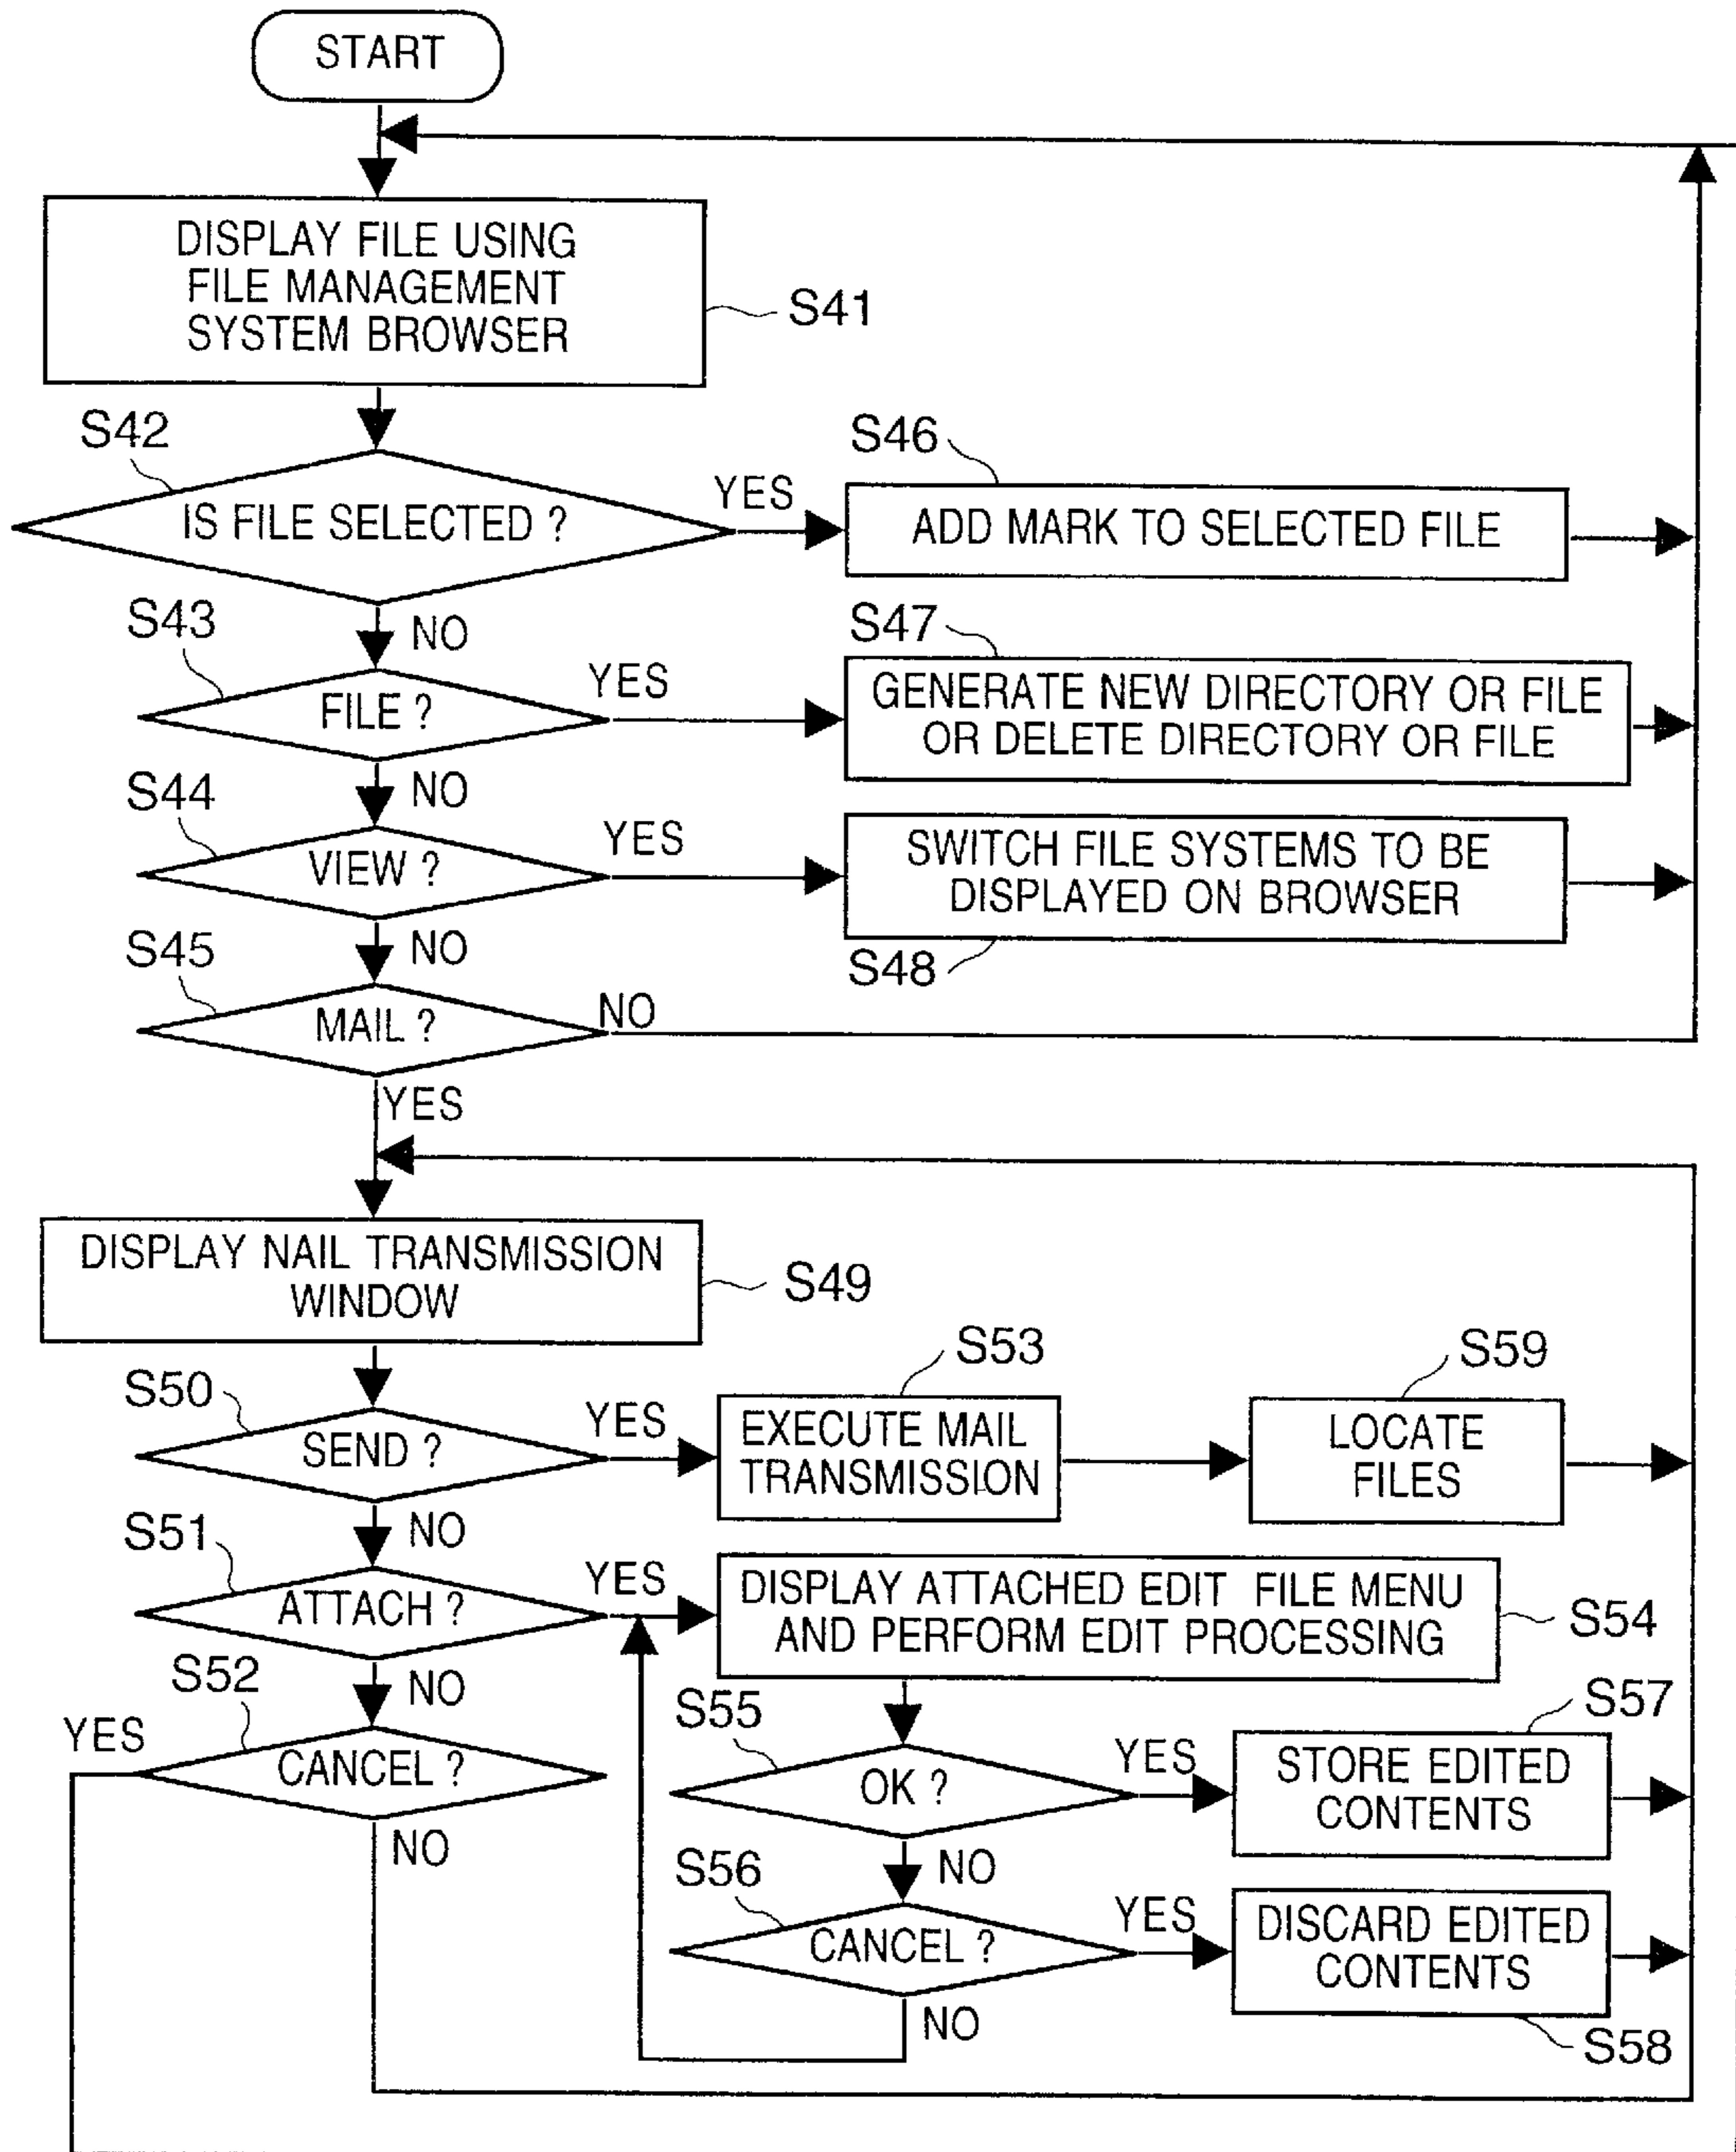 START
DISPLAY FILE USING
FILE MANAGEMENT
SYSTEM BROWSER
S41
S42
IS FILE SELECTED ?
YES
S46
ADD MARK TO SELECTED FILE
NO
S43
FILE ?
YES
S47
GENERATE NEW DIRECTORY OR FILE
OR DELETE DIRECTORY OR FILE
NO
S44
VIEW ?
YES
SWITCH FILE SYSTEMS TO BE
DISPLAYED ON BROWSER
S48
NO
S45
MAIL ?
NO
YES
DISPLAY NAIL TRANSMISSION
WINDOW
S49
S50
SEND ?
YES
S53
EXECUTE MAIL
TRANSMISSION
S59
LOCATE
FILES
NO
S51
ATTACH ?
YES
DISPLAY ATTACHED EDIT FILE MENU
AND PERFORM EDIT PROCESSING
S54
NO
S52
YES
CANCEL ?
NO
S55
OK ?
YES
S57
STORE EDITED
CONTENTS
NO
S56
CANCEL ?
YES
DISCARD EDITED
CONTENTS
S58
NO